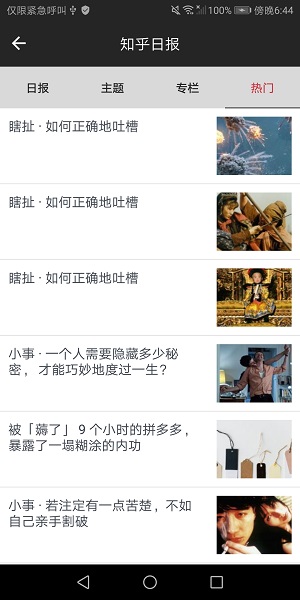 仅限紧急呼叫 100% 傍晚6:44
知乎日报
日报 主题 专栏 热门
瞎扯 · 如何正确地吐槽
瞎扯 · 如何正确地吐槽
瞎扯 · 如何正确地吐槽
小事 · 一个人需要隐藏多少秘
密，才能巧妙地度过一生？
被「薅了」 9 个小时的拼多多，
暴露了一塌糊涂的内功
小事 · 若注定有一点苦楚，不如
自己亲手割破